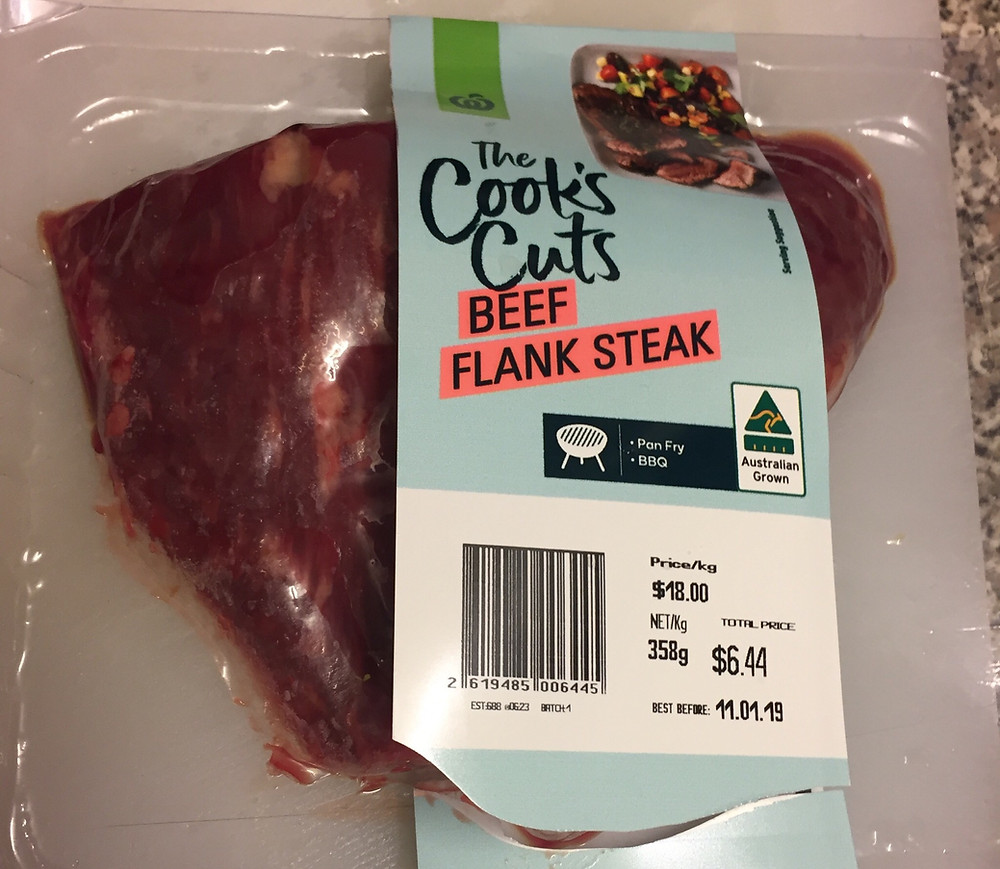 The
Cook's
Cuts
BEEF
FLANK STEAK
Serving Suggestion
• Pan Fry
• BBQ
Australian
Grown
Price/kg
$18.00
NET/Kg TOTAL PRICE
358g $6.44
2 619485 006445
EST:688 @0623 BATCH:1
BEST BEFORE: 11.01.19